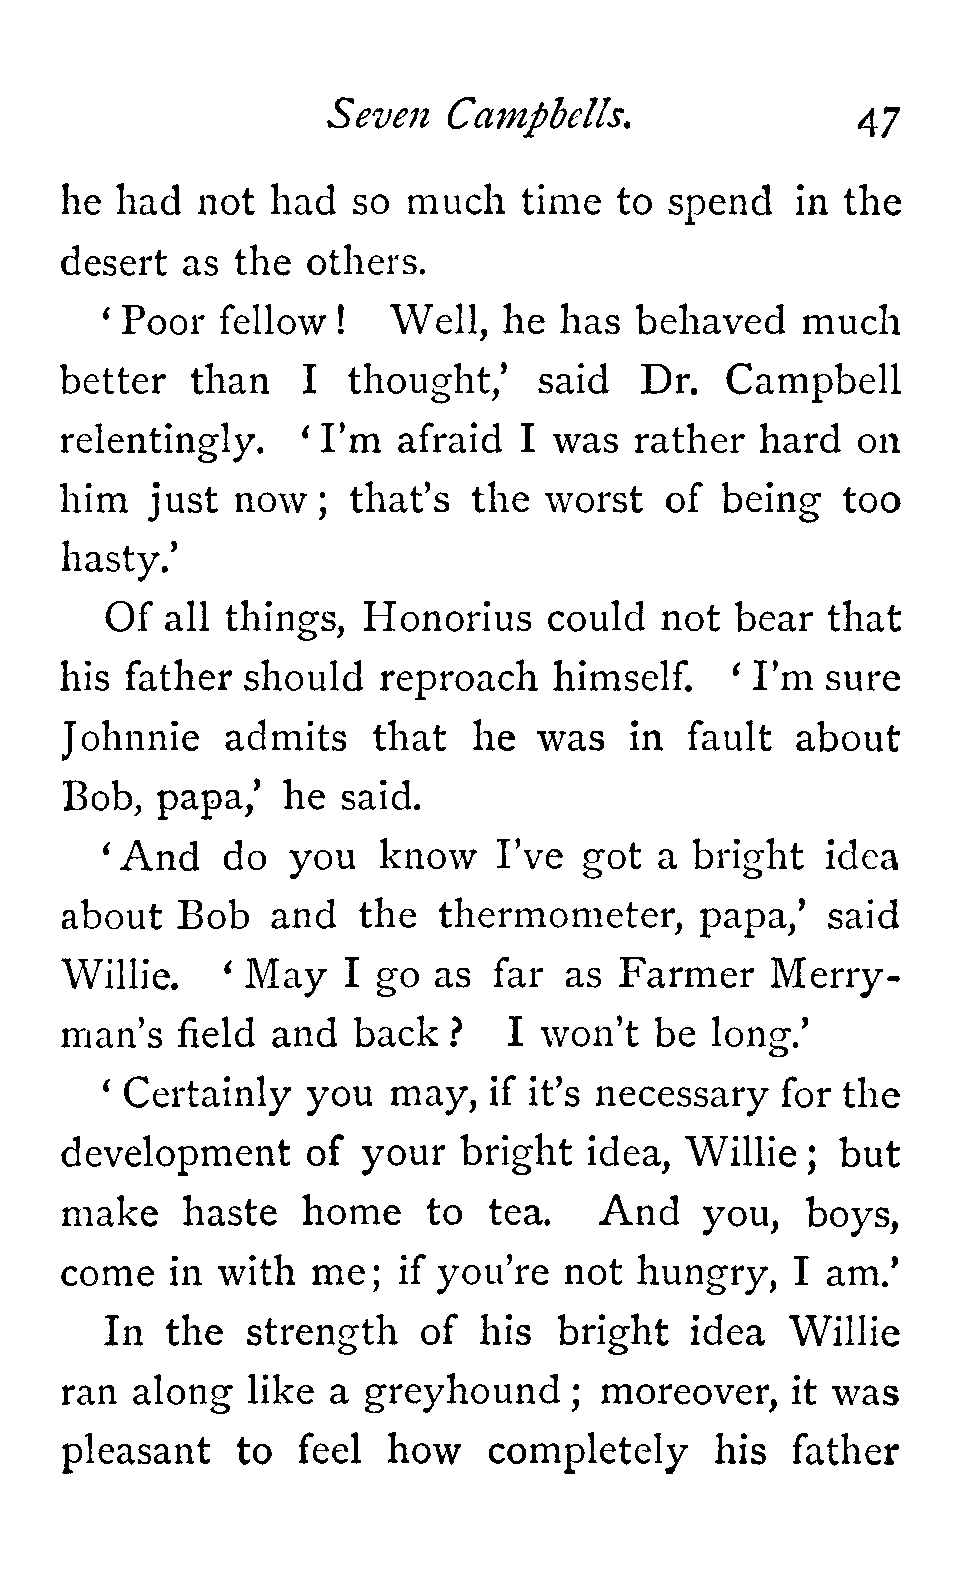 Seven Campbells. 47
he had not had so much time to spend in the
desert as the others.
‘ Poor fellow ! Well, he has behaved much
better than I thought,’ said Dr. Campbell
relentingly. ‘ I’m afraid I was rather hard on
him just now ; that’s the worst of being too
hasty.’
Of all things, Honorius could not bear that
his father should reproach himself. ‘ I’m sure
Johnnie admits that he was in fault about
Bob, papa,’ he said.
‘ And do you know I’ve got a bright idea
about Bob and the thermometer, papa,’ said
Willie. ‘ May I go as far as Farmer Merry-
man’s field and back ? I won’t be long.’
‘ Certainly you may, if it’s necessary for the
development of your bright idea, Willie ; but
make haste home to tea. And you, boys,
come in with me ; if you’re not hungry, I am.’
In the strength of his bright idea Willie
ran along like a greyhound ; moreover, it was
pleasant to feel how completely his father